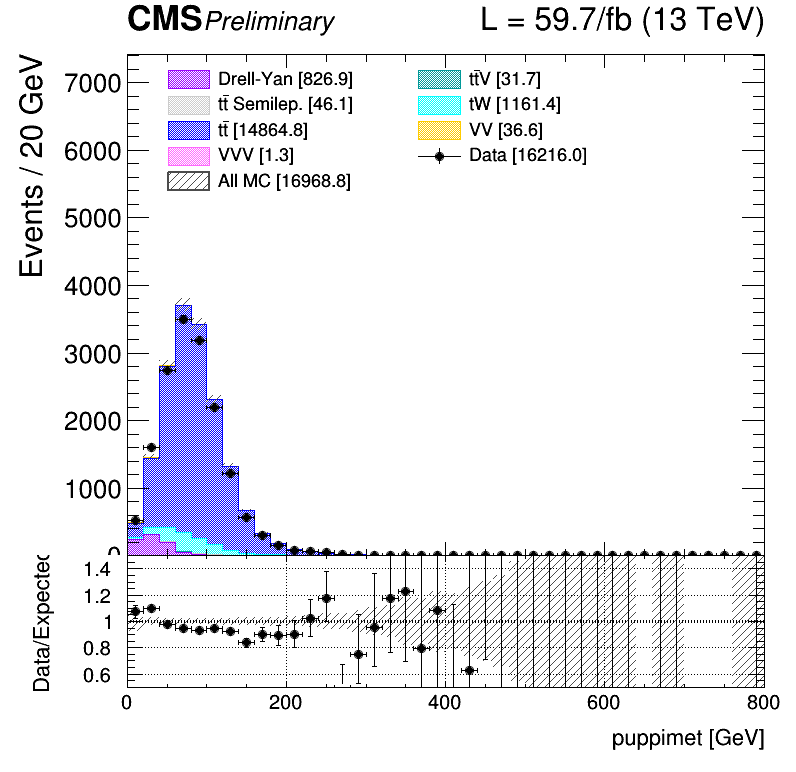 CMS Preliminary L = 59.7/fb (13 TeV)
Events / 20 GeV
7000
6000
5000
4000
3000
2000
1000
0
Drell-Yan [826.9]
tt̄ Semilep. [46.1]
tt̄ [14864.8]
VVV [1.3]
All MC [16968.8]
tt̄V [31.7]
tW [1161.4]
VV [36.6]
Data [16216.0]
Data/Expected
1.4
1.2
1
0.8
0.6
0 200 400 600 800
puppimet [GeV]